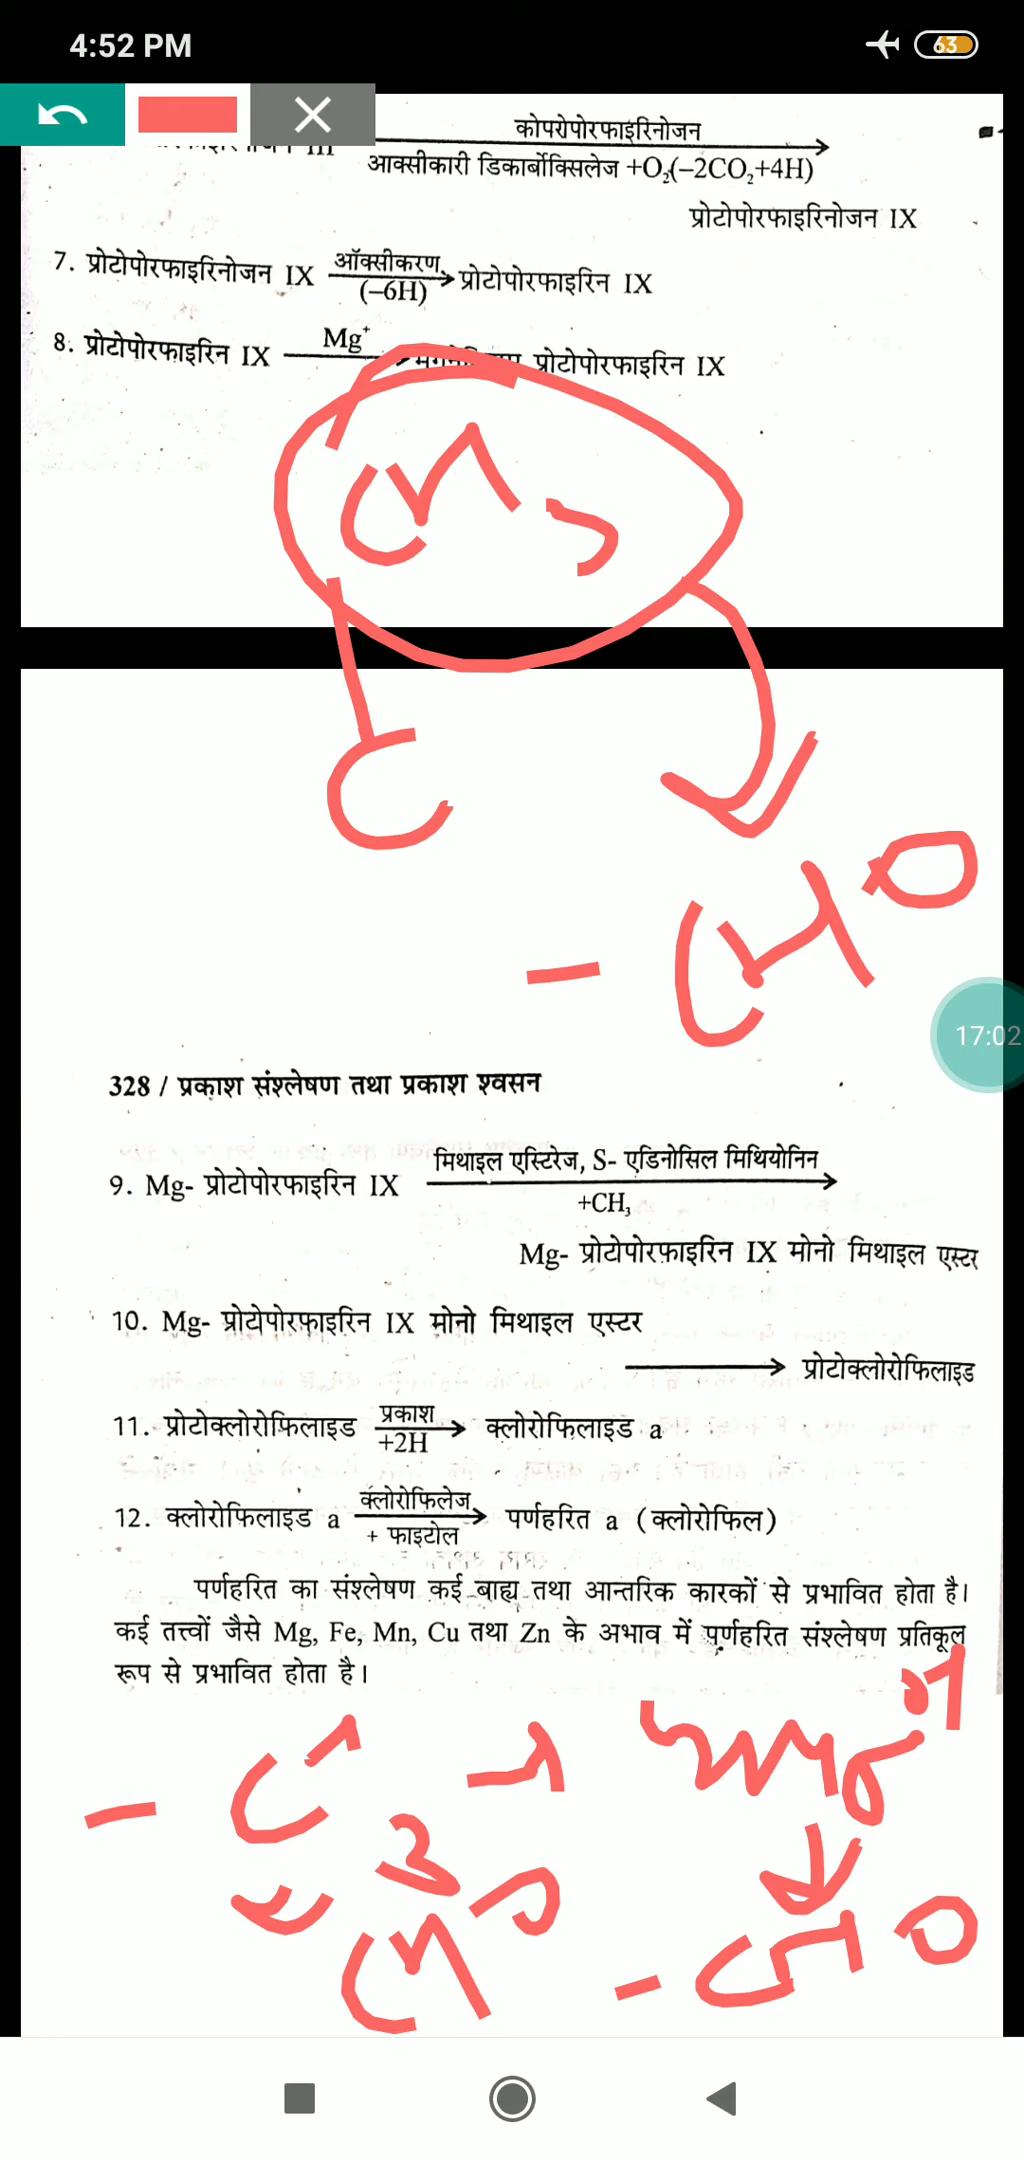 4:52 PM
63
III
कोपरोपोरफाइरिनोजन
आक्सीकारी डिकार्बोक्सिलेज +O₂(–2CO₂+4H)
प्रोटोपोरफाइरिनोजन IX
7. प्रोटोपोरफाइरिनोजन IX ऑक्सीकरण (–6H) → प्रोटोपोरफाइरिन IX
8. प्रोटोपोरफाइरिन IX Mg⁺ → प्रोटोपोरफाइरिन IX
CH₃
C
- CHO
17:02
328 / प्रकाश संश्लेषण तथा प्रकाश श्वसन
मिथाइल एस्टिरेज, S- एडिनोसिल मिथियोनिन
9. Mg- प्रोटोपोरफाइरिन IX →
+CH₃
Mg- प्रोटोपोरफाइरिन IX मोनो मिथाइल एस्टर
10. Mg- प्रोटोपोरफाइरिन IX मोनो मिथाइल एस्टर
→ प्रोटोक्लोरोफिलाइड
11. प्रोटोक्लोरोफिलाइड प्रकाश +2H → क्लोरोफिलाइड a
12. क्लोरोफिलाइड a क्लोरोफिलेज + फाइटोल → पर्णहरित a (क्लोरोफिल)
पर्णहरित का संश्लेषण कई बाह्य तथा आन्तरिक कारकों से प्रभावित होता है।
कई तत्त्वों जैसे Mg, Fe, Mn, Cu तथा Zn के अभाव में पर्णहरित संश्लेषण प्रतिकूल
रूप से प्रभावित होता है।
- CHO